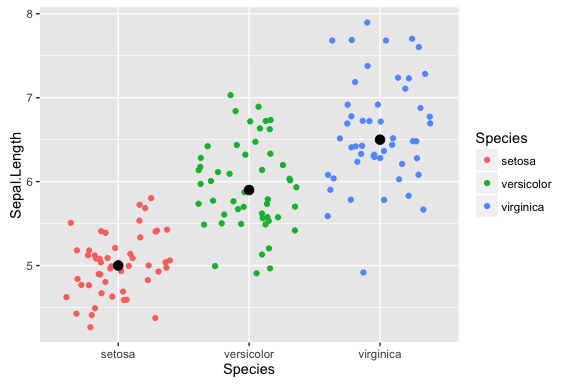 8
7
6
5
Sepal.Length
setosa
versicolor
virginica
Species
Species
setosa
versicolor
virginica